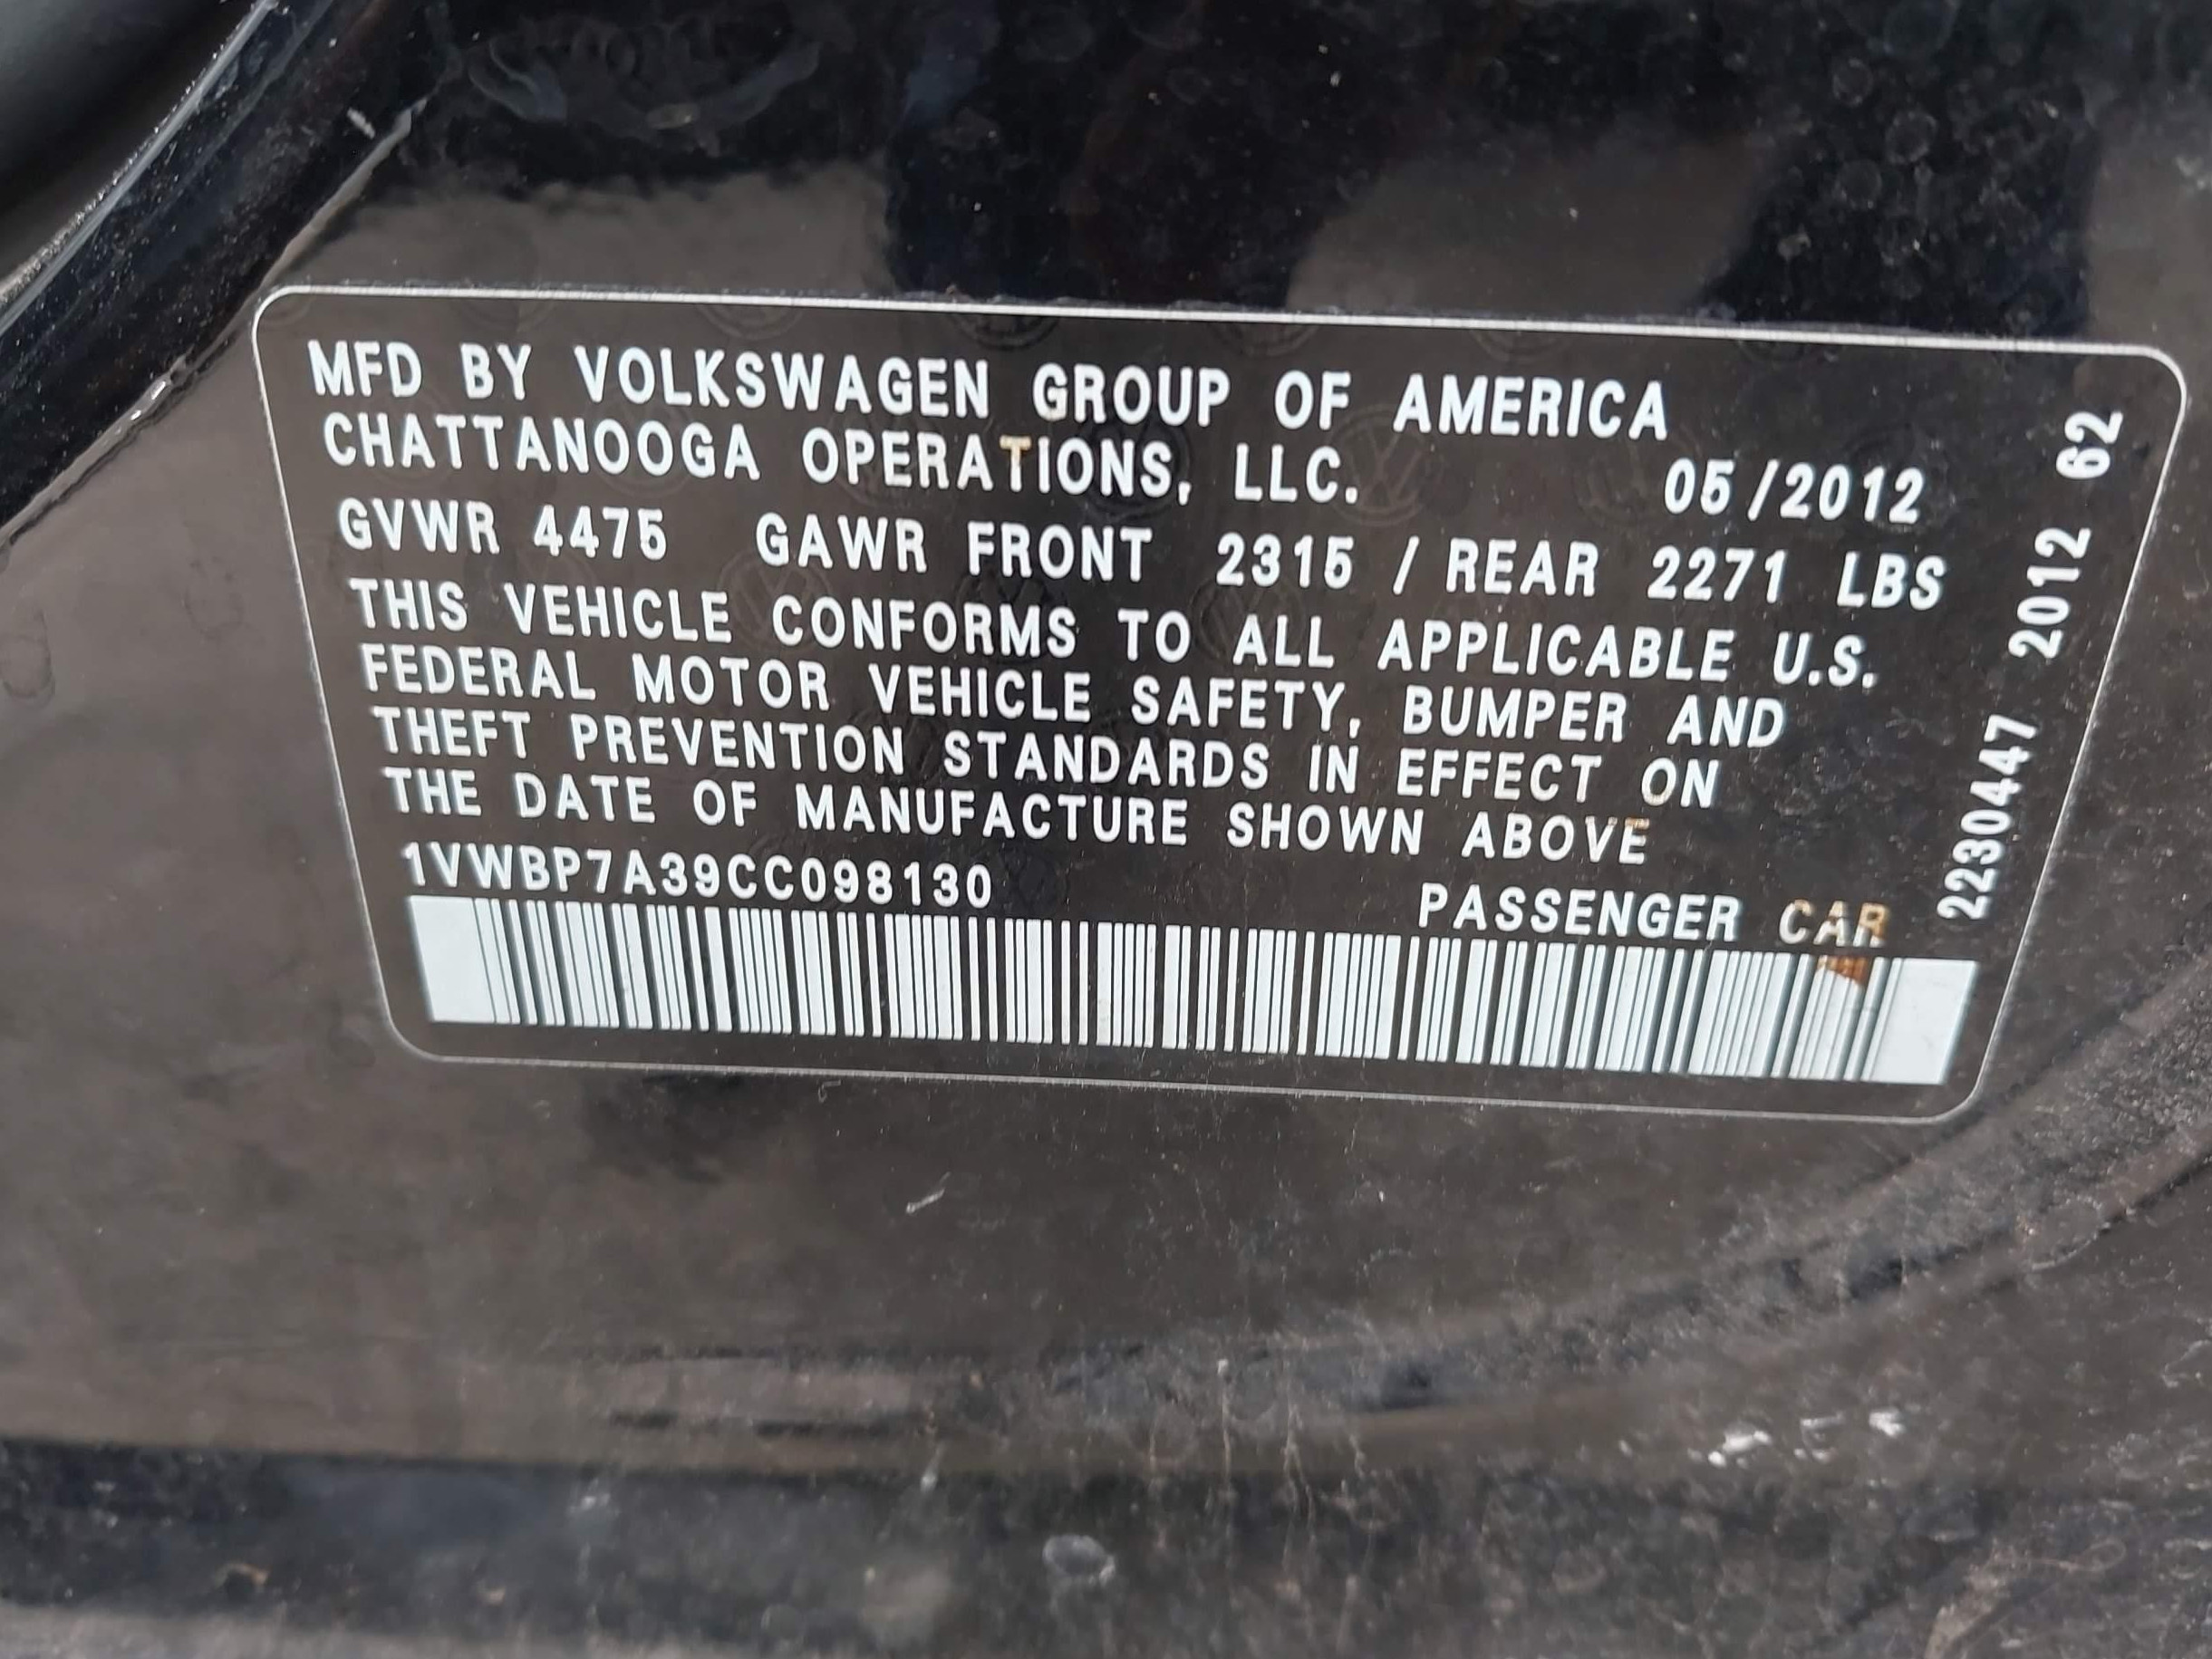 MFD BY VOLKSWAGEN GROUP OF AMERICA
CHATTANOOGA OPERATIONS, LLC. 05/2012
GVWR 4475 GAWR FRONT 2315 / REAR 2271 LBS
THIS VEHICLE CONFORMS TO ALL APPLICABLE U.S.
FEDERAL MOTOR VEHICLE SAFETY, BUMPER AND
THEFT PREVENTION STANDARDS IN EFFECT ON
THE DATE OF MANUFACTURE SHOWN ABOVE
1VWBP7A39CC098130 PASSENGER CAR
2230447 2012 62